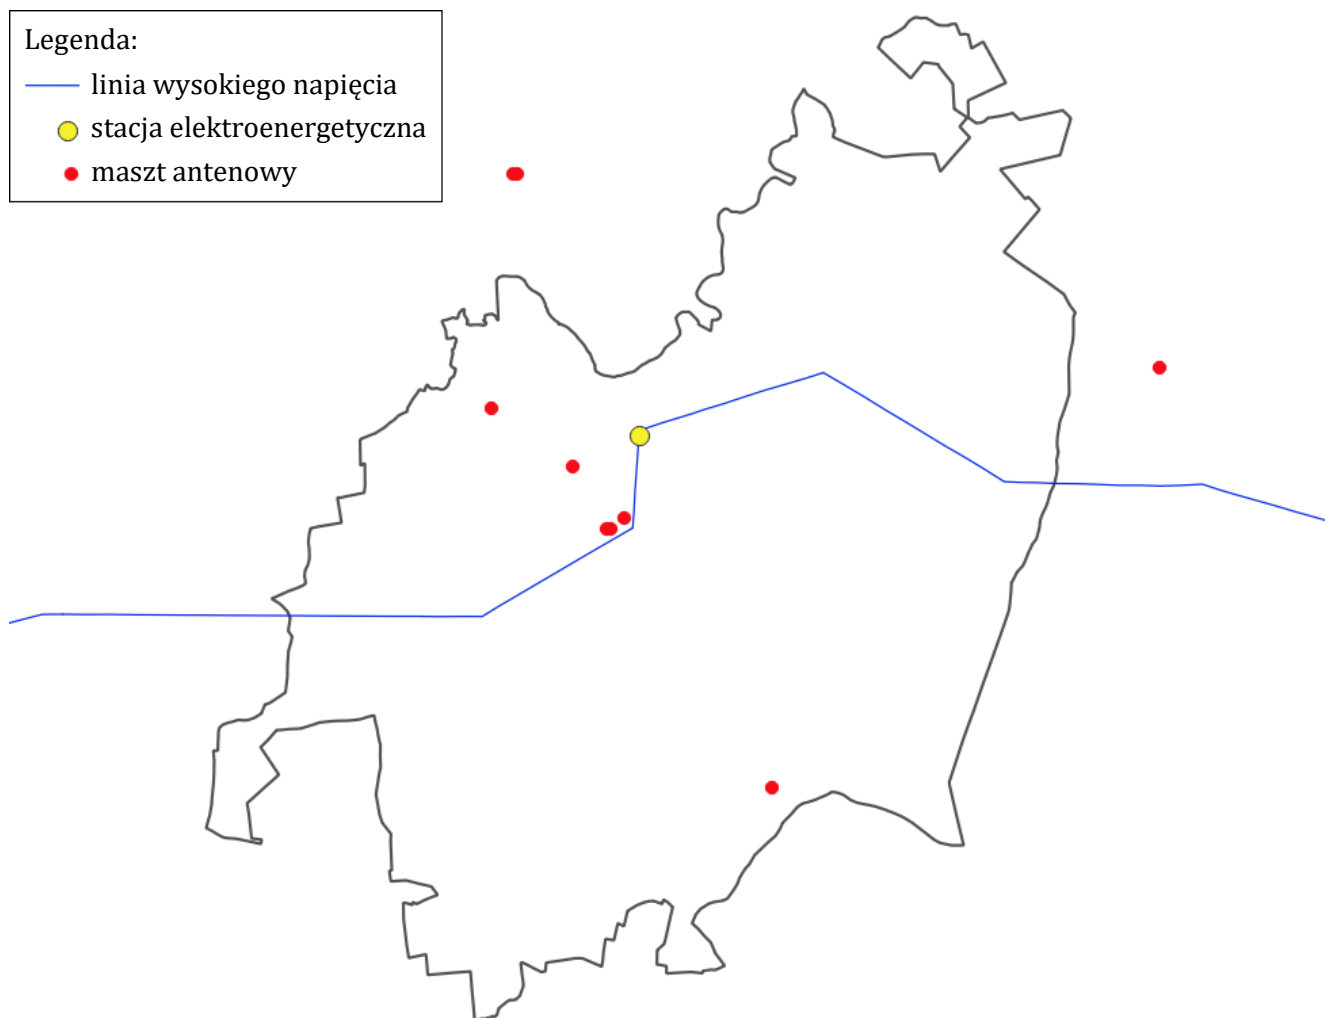 Legenda:
linia wysokiego napięcia
stacja elektroenergetyczna
maszt antenowy